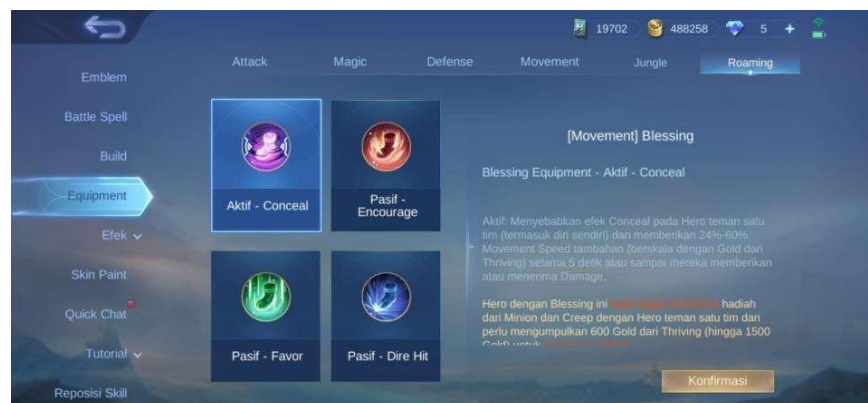 19702
488258
5
Attack
Magic
Defense
Movement
Jungle
Roaming
Emblem
Battle Spell
Build
Equipment
Efek
Skin Paint
Quick Chat
Tutorial
Reposisi Skill
Aktif - Conceal
Pasif -
Encourage
Pasif - Favor
Pasif - Dire Hit
[Movement] Blessing
Blessing Equipment - Aktif - Conceal
Aktif: Menyebabkan efek Conceal pada Hero teman satu
tim (termasuk diri sendiri) dan memberikan 24%-60%
Movement Speed tambahan (berskala dengan Gold dari
Thriving) selama 5 detik atau sampai mereka memberikan
atau menerima Damage.
Hero dengan Blessing ini hadiah
dari Minion dan Creep dengan Hero teman satu tim dan
perlu mengumpulkan 600 Gold dari Thriving (hingga 1500
Gold) untuk
Konfirmasi